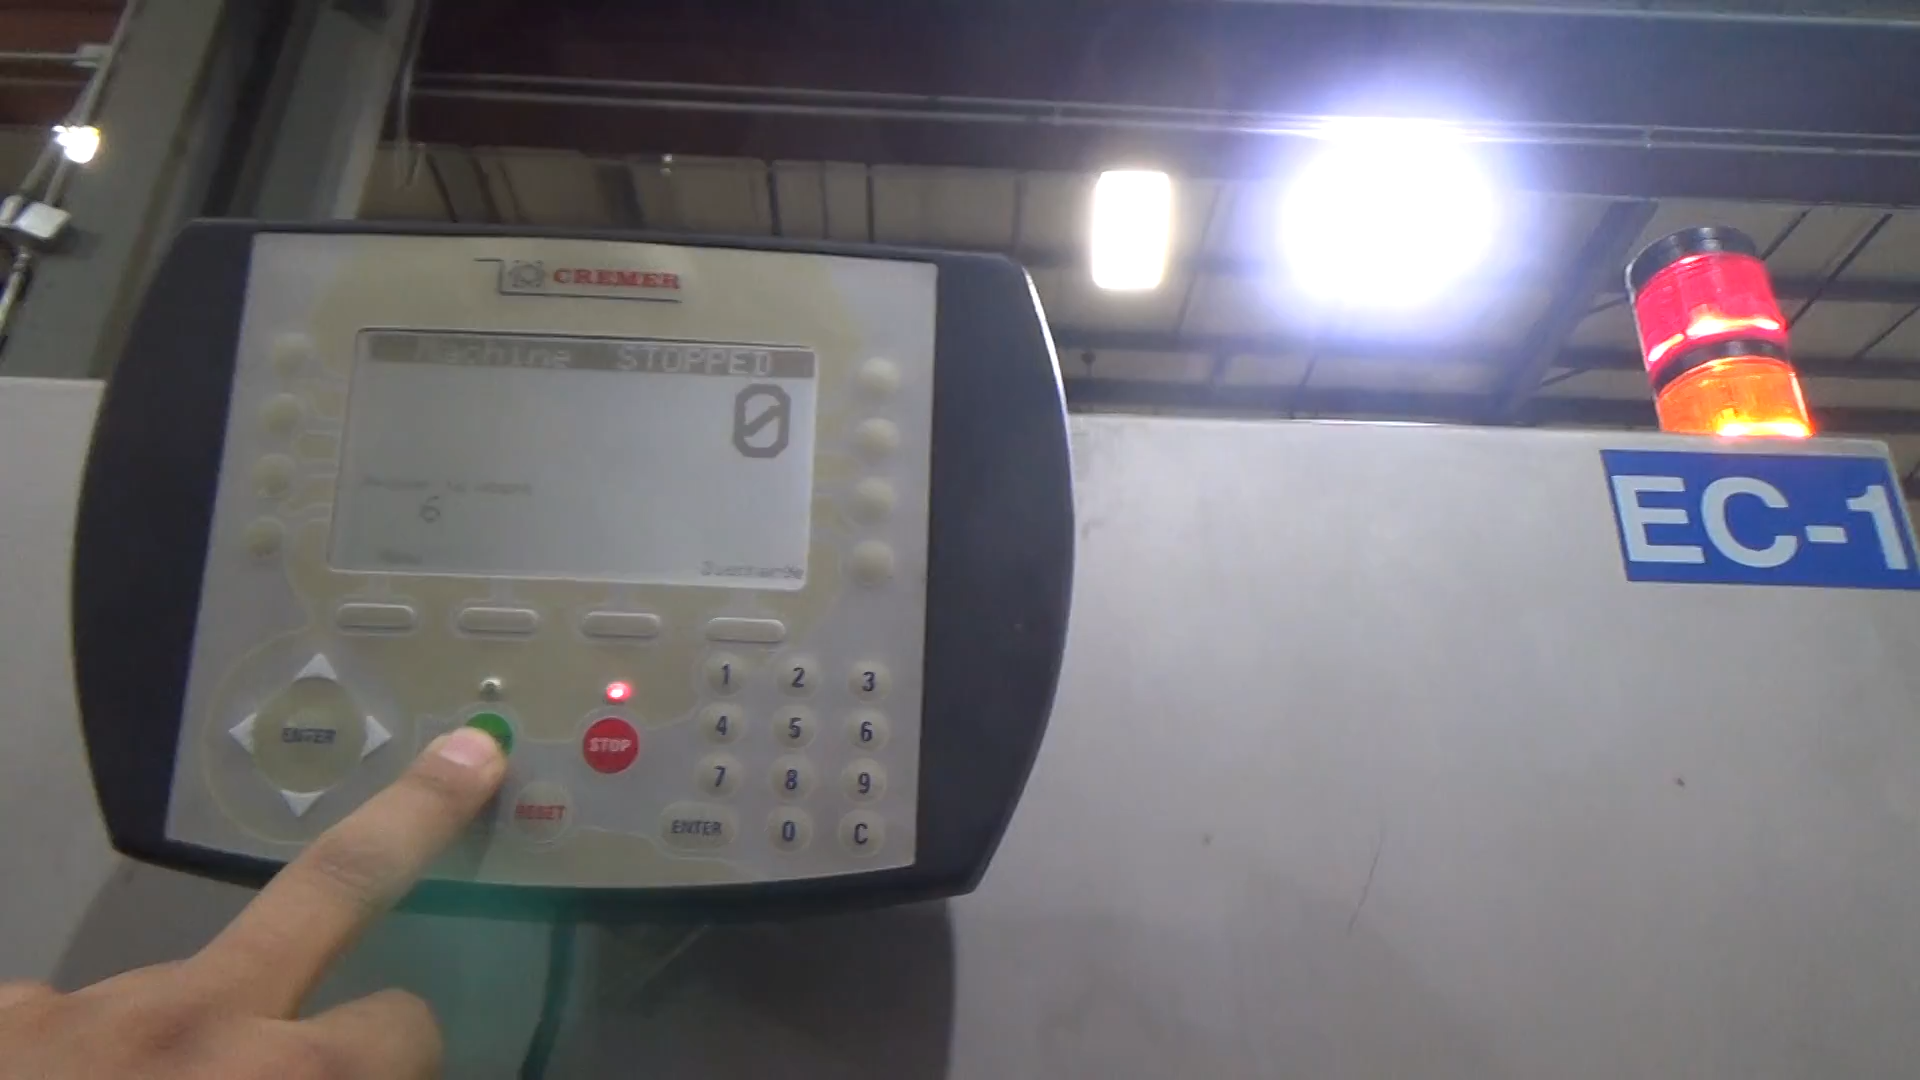 CREMER
Machine STOPPED
0
6
EC-1
1 2 3
4 5 6
7 8 9
ENTER 0 C
ENTER
STOP
RESET